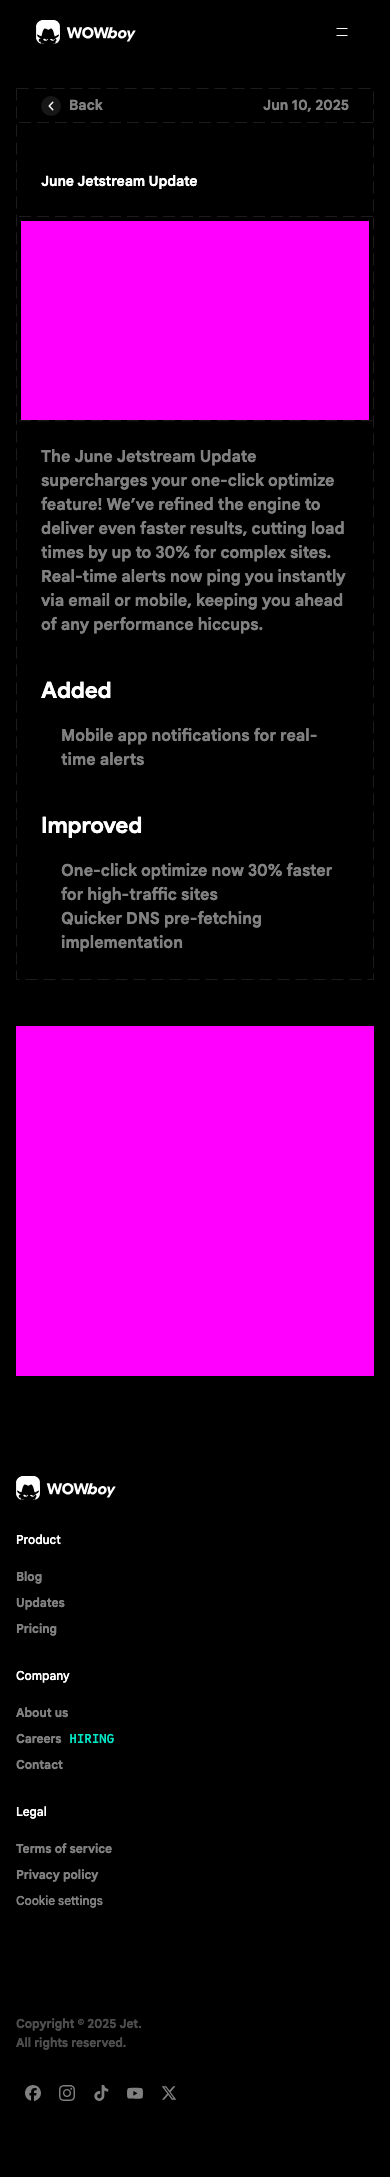 WOWboy
Back
Jun 10, 2025
June Jetstream Update
The June Jetstream Update
supercharges your one-click optimize
feature! We’ve refined the engine to
deliver even faster results, cutting load
times by up to 30% for complex sites.
Real-time alerts now ping you instantly
via email or mobile, keeping you ahead
of any performance hiccups.
Added
Mobile app notifications for real-
time alerts
Improved
One-click optimize now 30% faster
for high-traffic sites
Quicker DNS pre-fetching
implementation
WOWboy
Product
Blog
Updates
Pricing
Company
About us
Careers HIRING
Contact
Legal
Terms of service
Privacy policy
Cookie settings
Copyright © 2025 Jet.
All rights reserved.